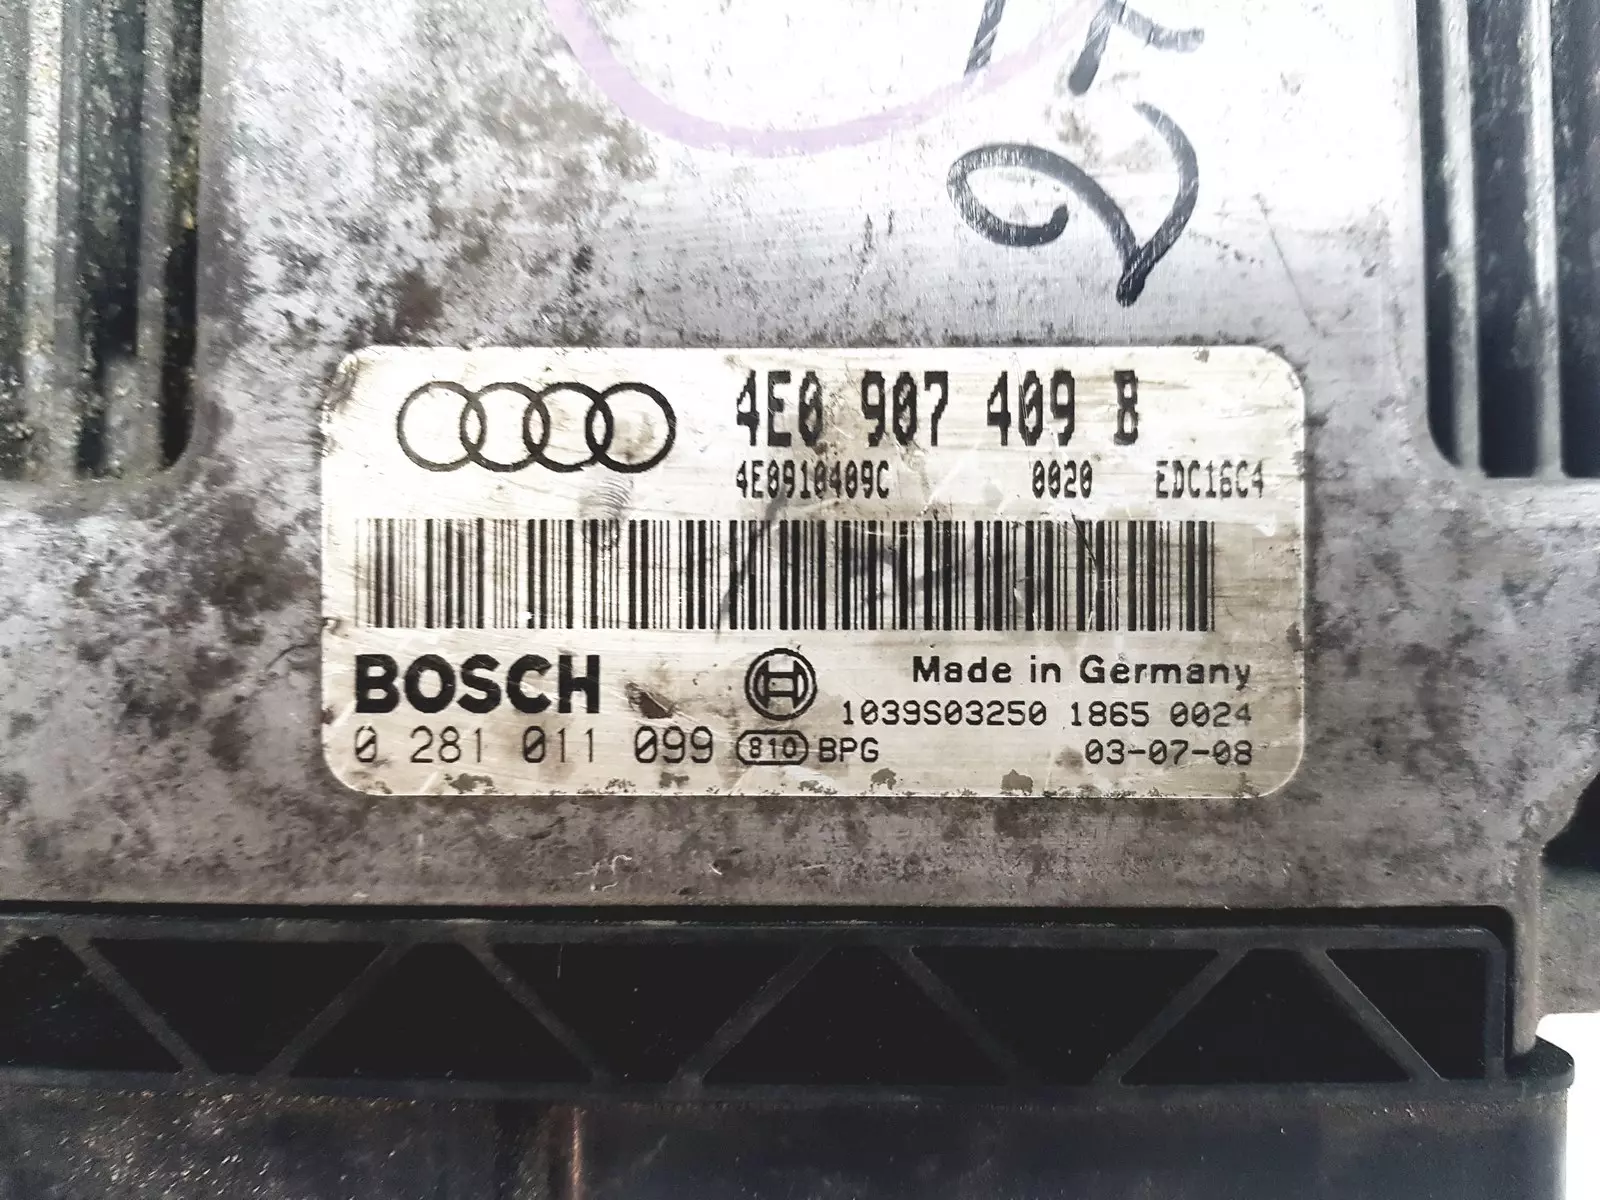 4E0 907 409 B
4E0910409C 0020 EDC16C4
BOSCH Made in Germany
1039S03250 1865 0024
0 281 011 099 810 BPG 03-07-08